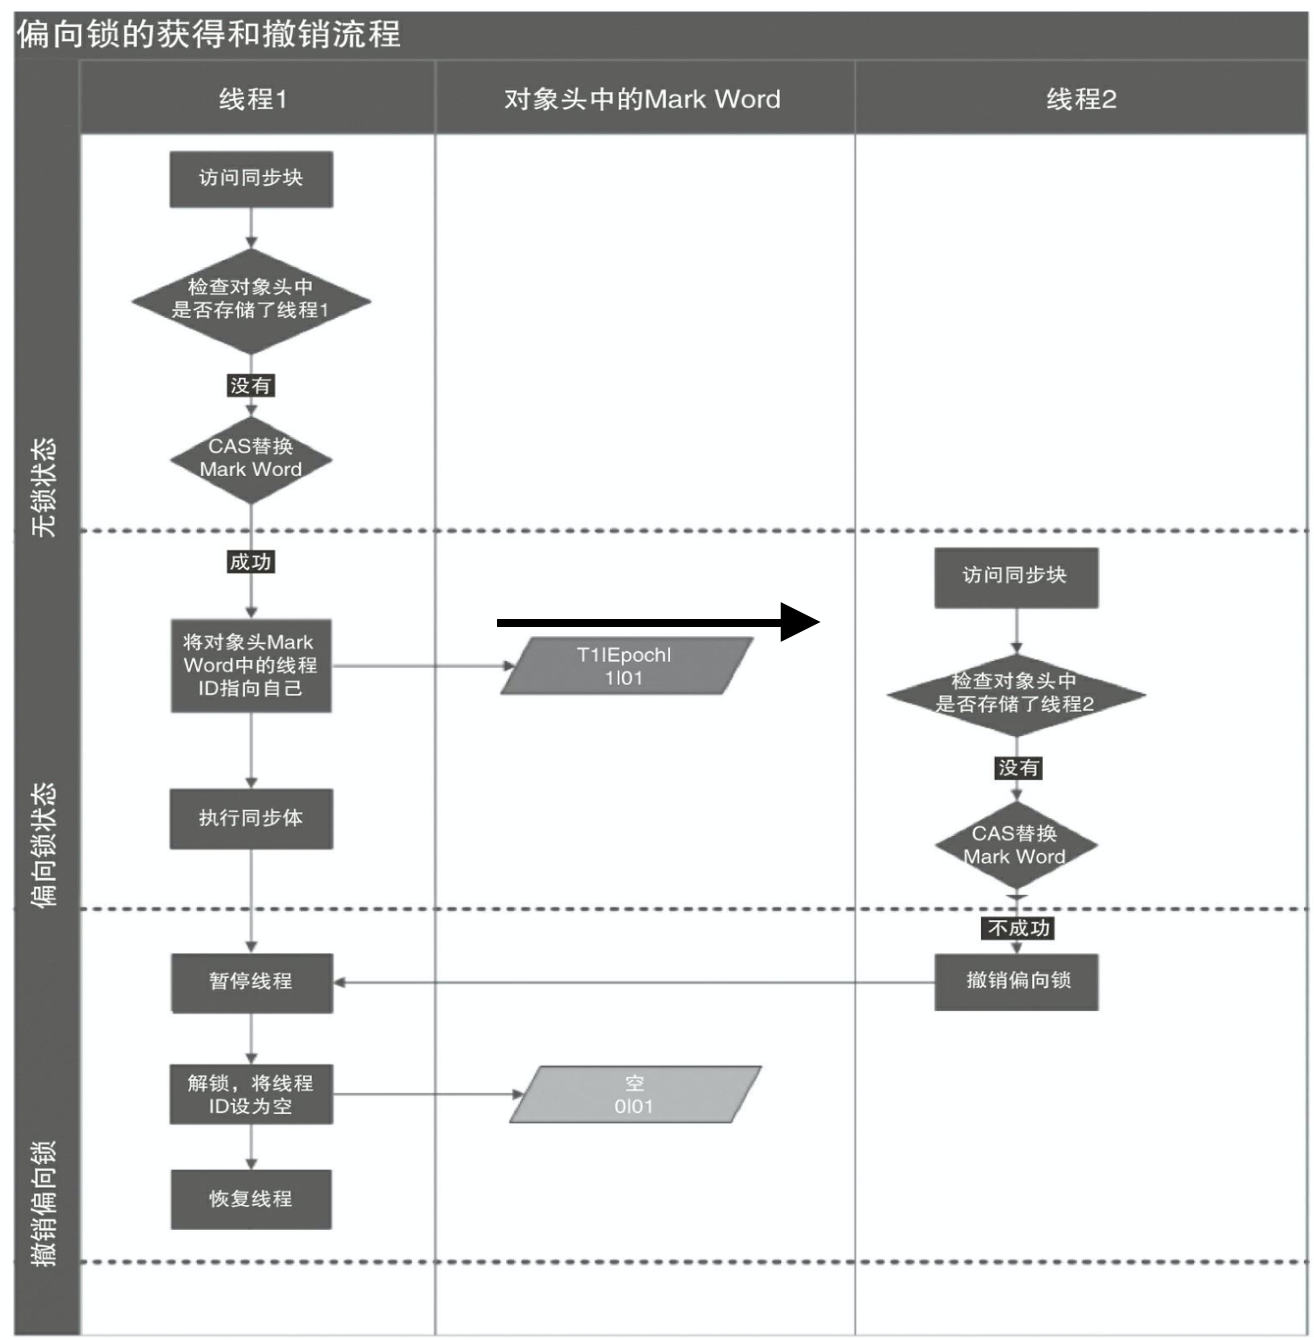 偏向锁的获得和撤销流程
线程1
对象头中的Mark Word
线程2
无锁状态
访问同步块
检查对象头中
是否存储了线程1
没有
CAS替换
Mark Word
偏向锁状态
成功
将对象头Mark
Word中的线程
ID指向自己
T1|Epoch|
1|01
执行同步体
访问同步块
检查对象头中
是否存储了线程2
没有
CAS替换
Mark Word
撤销偏向锁
不成功
撤销偏向锁
暂停线程
解锁，将线程
ID设为空
空
0|01
恢复线程